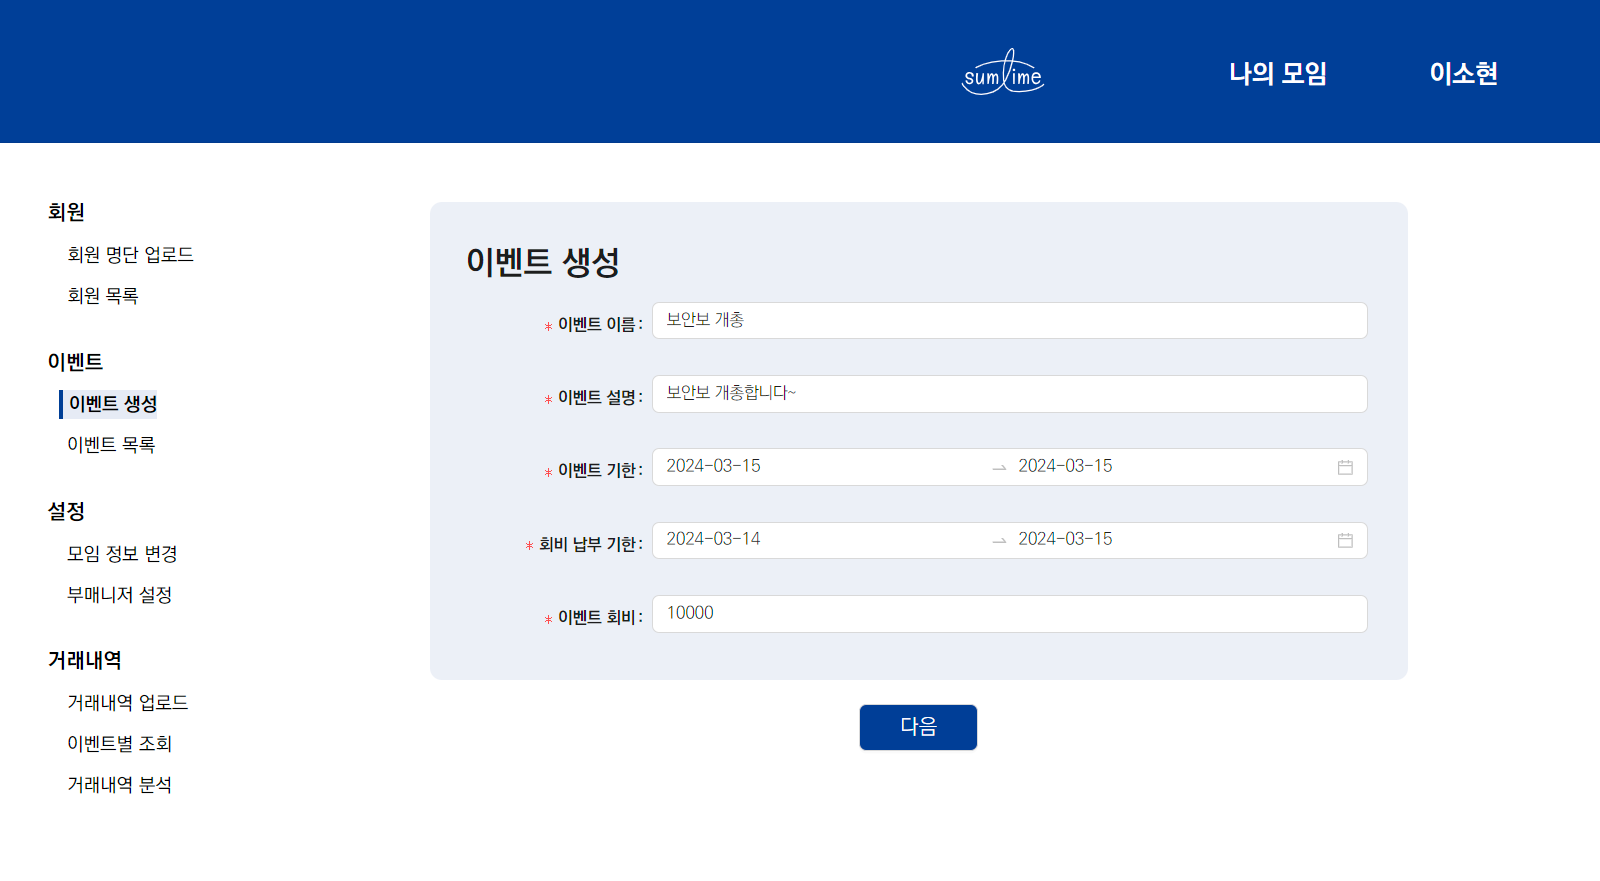 sumlime
나의 모임
이소현
회원
회원 명단 업로드
회원 목록
이벤트
이벤트 생성
이벤트 목록
설정
모임 정보 변경
부매니저 설정
거래내역
거래내역 업로드
이벤트별 조회
거래내역 분석
이벤트 생성
* 이벤트 이름: 보안보 개총
* 이벤트 설명: 보안보 개총합니다~
* 이벤트 기한: 2024-03-15 → 2024-03-15
* 회비 납부 기한: 2024-03-14 → 2024-03-15
* 이벤트 회비: 10000
다음